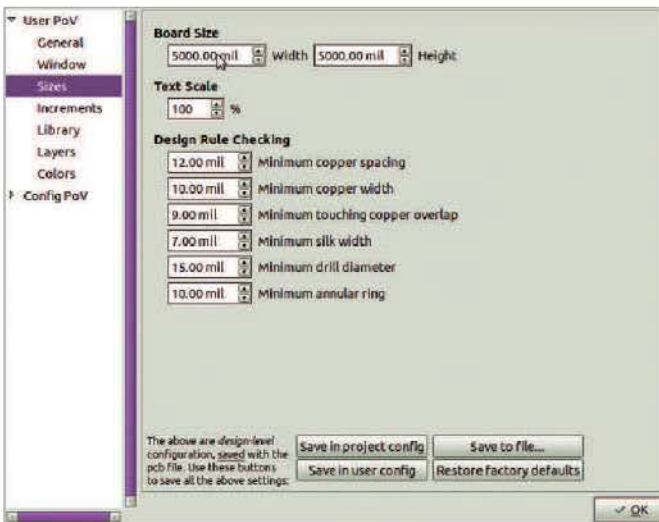 User PoV
General
Window
Sizes
Increments
Library
Layers
Colors
Config PoV
Board Size
5000.00 mil Width 5000.00 mil Height
Text Scale
100 %
Design Rule Checking
12.00 mil Minimum copper spacing
10.00 mil Minimum copper width
9.00 mil Minimum touching copper overlap
7.00 mil Minimum silk width
15.00 mil Minimum drill diameter
10.00 mil Minimum annular ring
The above are design-level
configuration, saved with the
pcb file. Use these buttons
to save all the above settings:
Save in project config Save to file...
Save in user config Restore factory defaults
OK